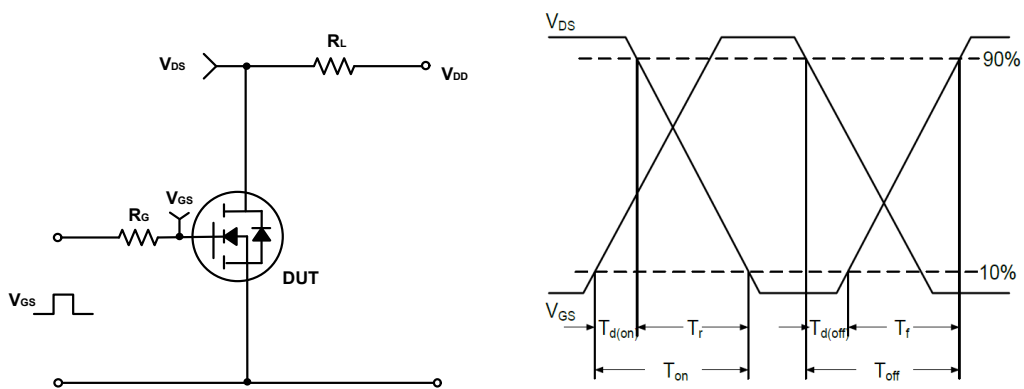 RL
VDS
VDD
VGS
RG
DUT
VGS
VDS
90%
10%
VGS
Td(on) Tr Td(off) Tf
Ton Toff